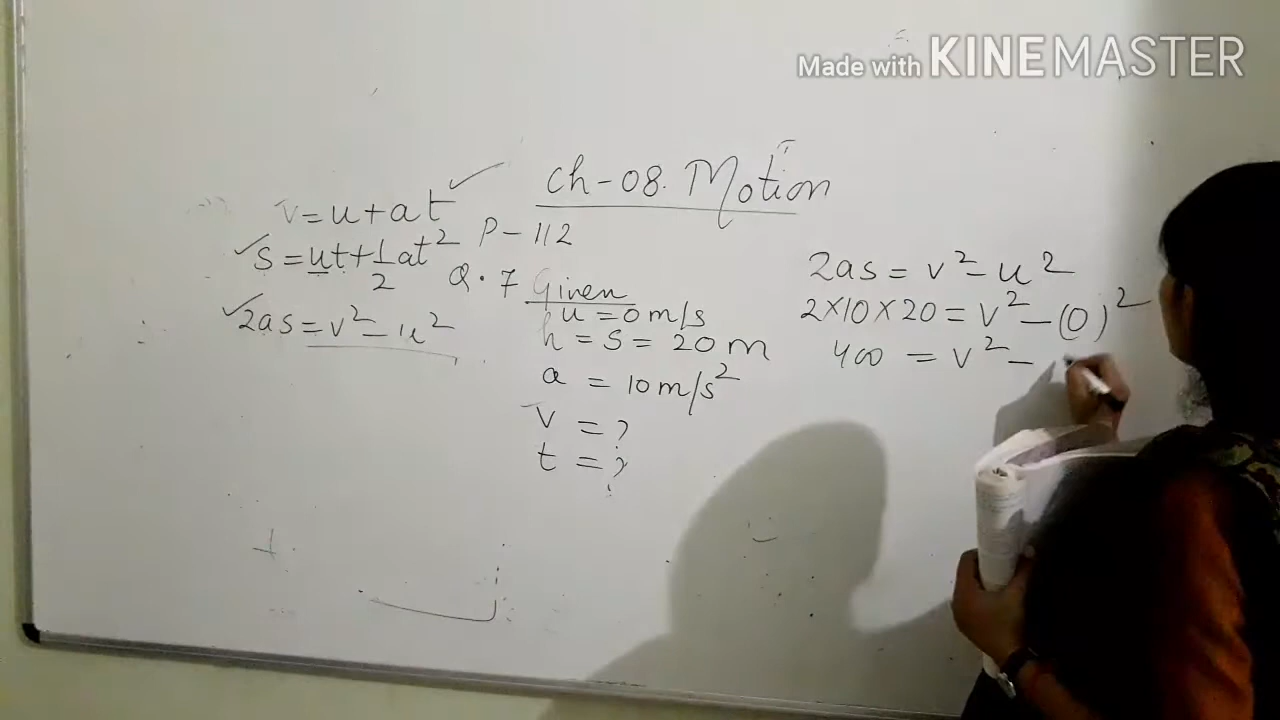 Made with KINEMASTER
Ch-08. Motion
v = u + at
P - 112
s = ut + 1/2 at²
Q. 7 Given
2as = v² - u²
u = 0 m/s
h = s = 20 m
a = 10 m/s²
v = ?
t = ?
2as = v² - u²
2 × 10 × 20 = v² - (0)²
400 = v² -